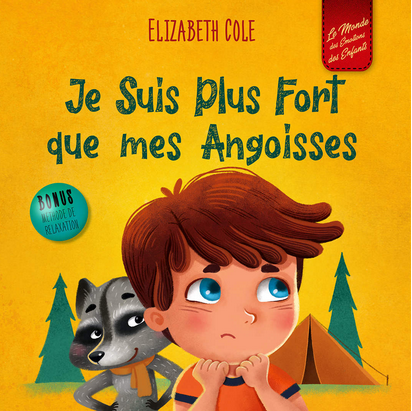 ELIZABETH COLE
Le Monde
des Émotions
des Enfants
Je Suis Plus Fort
que mes Angoisses
BONUS
MÉTHODE DE
RELAXATION